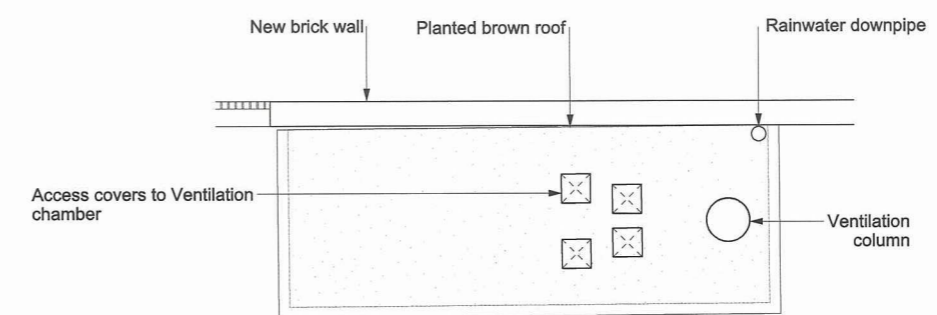 New brick wall
Planted brown roof
Rainwater downpipe
Access covers to Ventilation
chamber
Ventilation
column